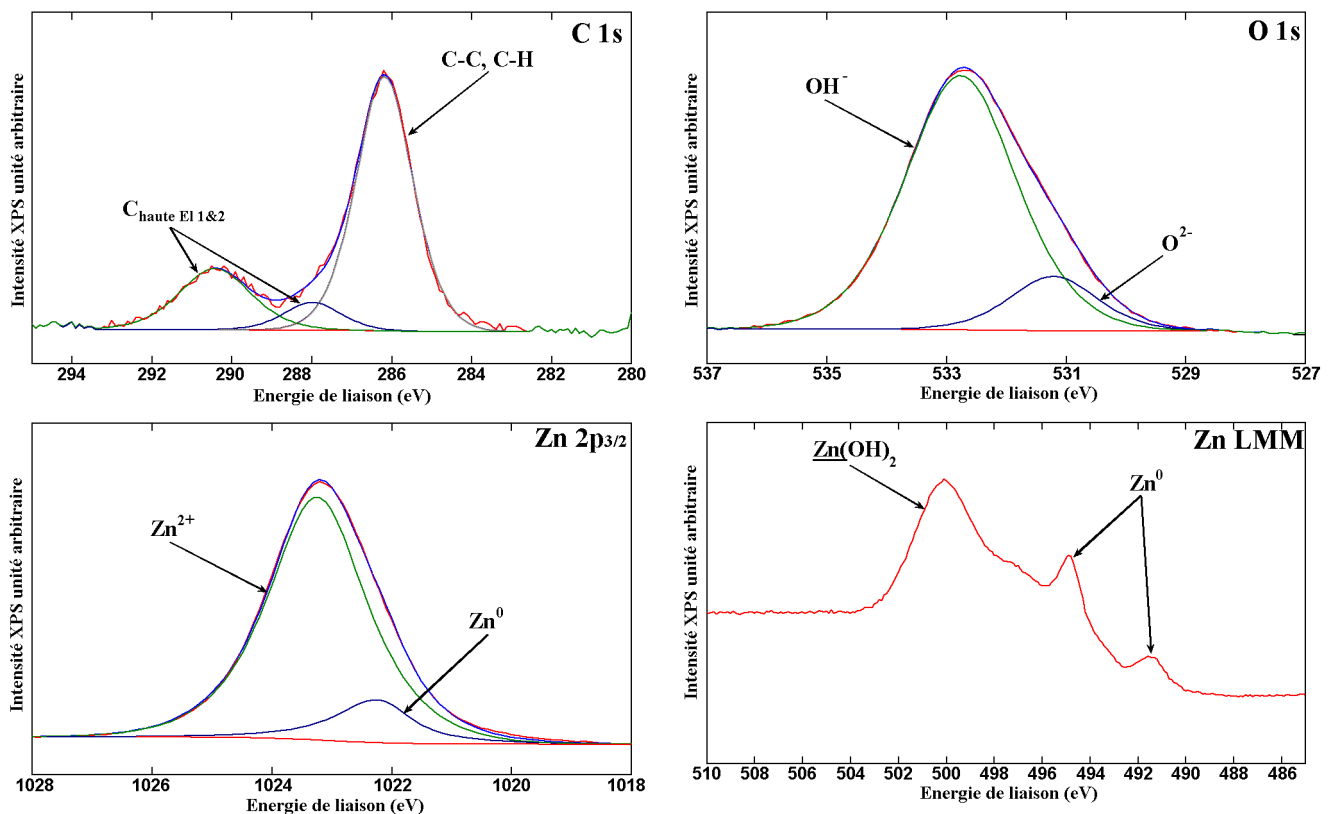 C 1s
C-C, C-H
C haute El 1&2
Intensité XPS unité arbitraire
294 292 290 288 286 284 282 280
Energie de liaison (eV)
O 1s
OH⁻
O²⁻
Intensité XPS unité arbitraire
537 535 533 531 529 527
Energie de liaison (eV)
Zn 2p3/2
Zn²⁺
Zn⁰
Intensité XPS unité arbitraire
1028 1026 1024 1022 1020 1018
Energie de liaison (eV)
Zn LMM
Zn(OH)₂
Zn⁰
Intensité XPS unité arbitraire
510 508 506 504 502 500 498 496 494 492 490 488 486
Energie de liaison (eV)